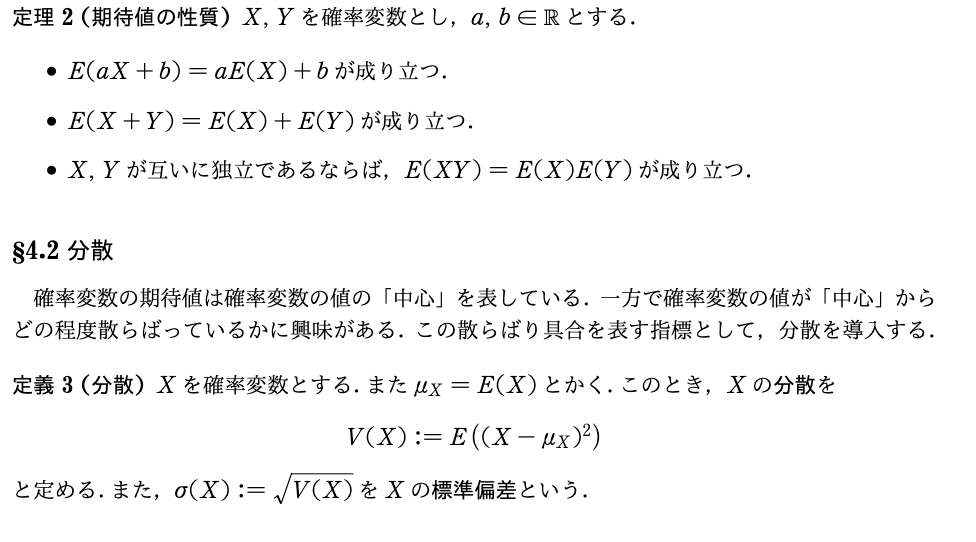 定理 2 (期待値の性質) X, Y を確率変数とし，a, b ∈ ℝ とする．
• E(aX + b) = aE(X) + b が成り立つ．
• E(X + Y) = E(X) + E(Y) が成り立つ．
• X, Y が互いに独立であるならば，E(XY) = E(X)E(Y) が成り立つ．
§4.2 分散
確率変数の期待値は確率変数の値の「中心」を表している．一方で確率変数の値が「中心」から
どの程度散らばっているかに興味がある．この散らばり具合を表す指標として，分散を導入する．
定義 3 (分散) X を確率変数とする．また μ_X = E(X) とかく．このとき，X の分散を
V(X) := E((X − μ_X)²)
と定める．また，σ(X) := √V(X) を X の標準偏差という．